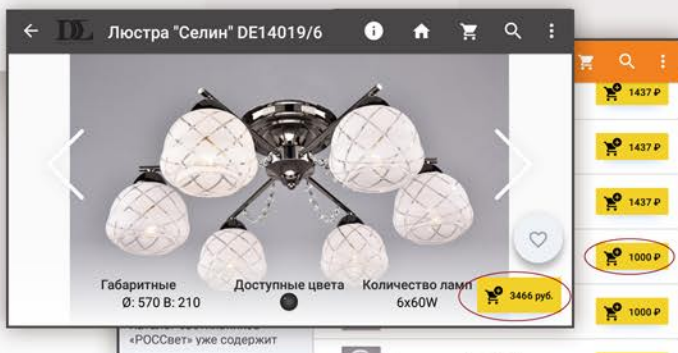 DL Люстра "Селин" DE14019/6
1437 ₽
1437 ₽
1437 ₽
1000 ₽
Габаритные
Ø: 570 В: 210
Доступные цвета
Количество ламп
6x60W
3466 руб.
1000 ₽
«РОССвет» уже содержит